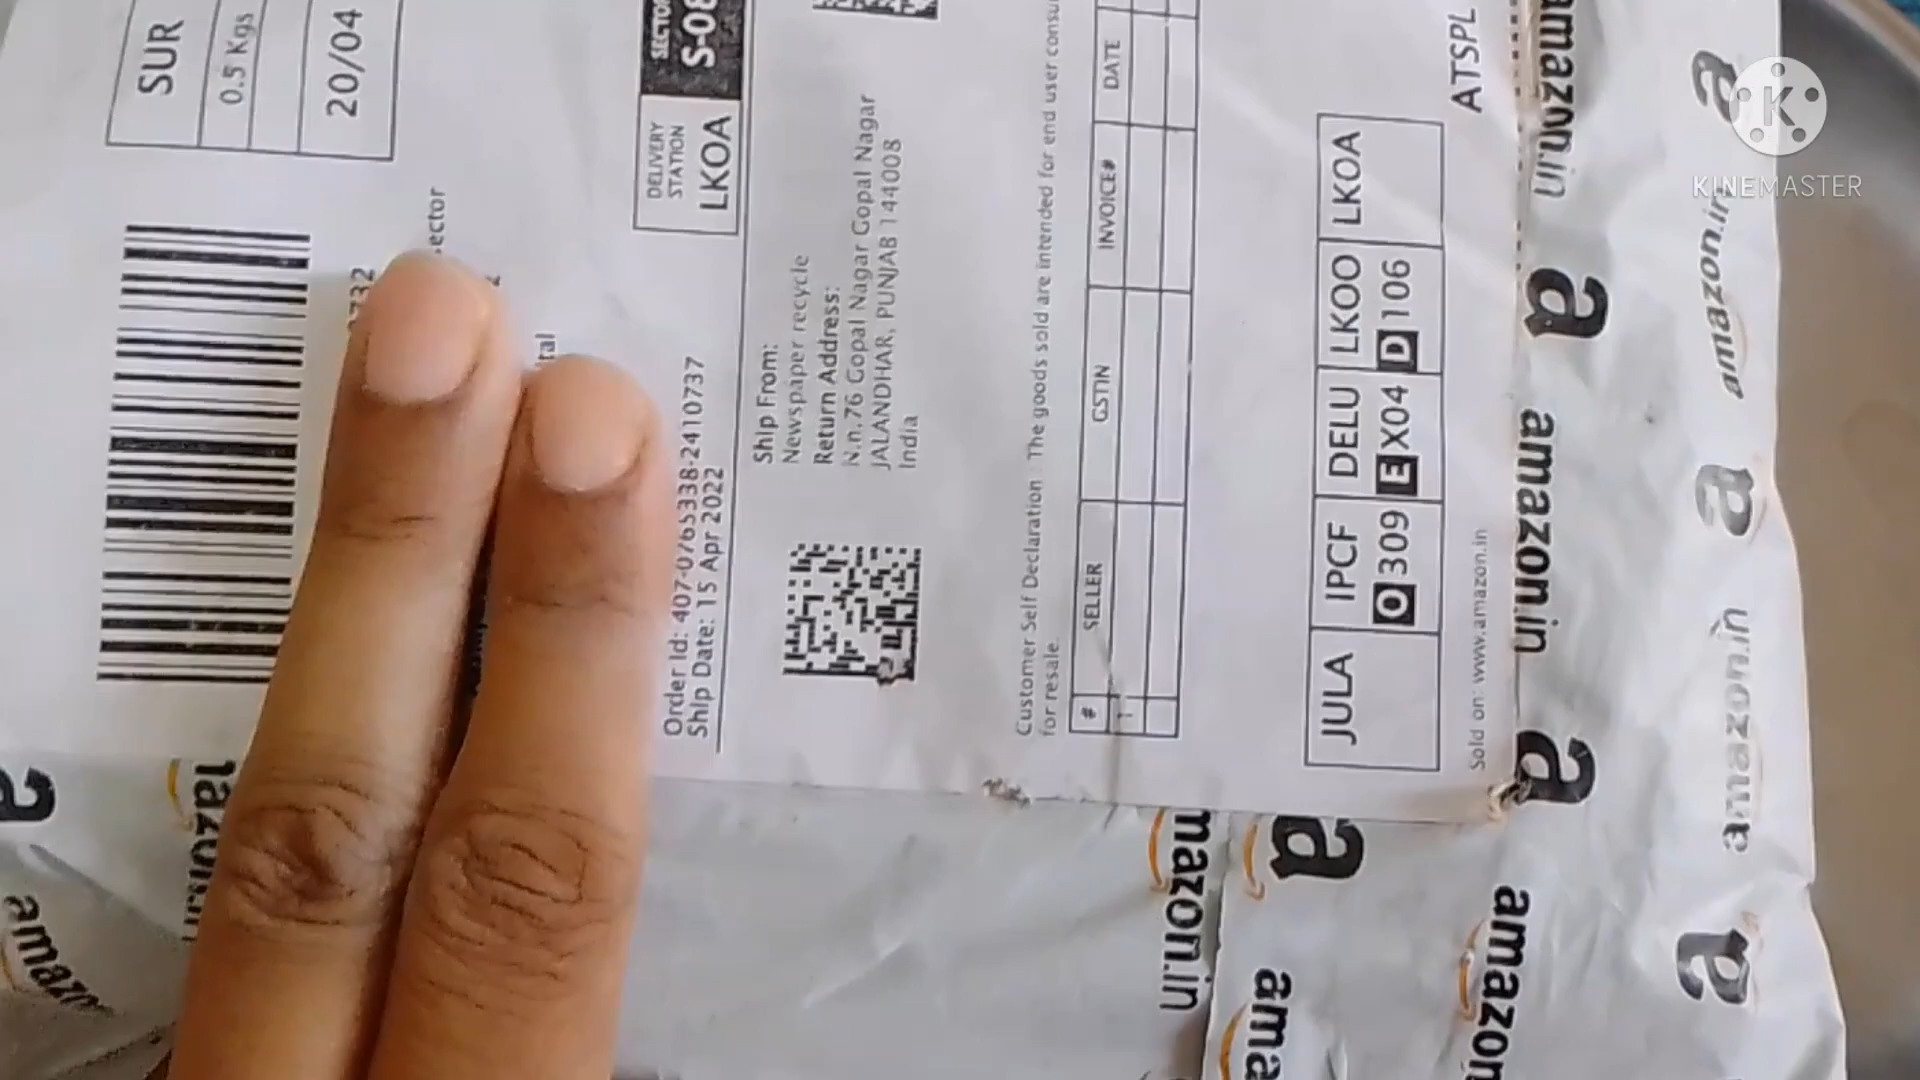 SUR
0.5 Kgs
20/04
ector
Order Id: 407-0765338-2410737
Ship Date: 15 Apr 2022
DELIVERY
STATION
LKOA
S-08
Ship From:
Newspaper recycle
Return Address:
N.n.76 Gopal Nagar Gopal Nagar
JALANDHAR, PUNJAB 144008
India
Customer Self Declaration : The goods sold are intended for end user
for resale.
# SELLER GSTIN INVOICE# DATE
1
JULA IPCF DELU LKOO LKOA
O 309 E X04 D 106
ATSPL
Sold on: www.amazon.in
amazon.in
a
amazon.in
a
a
amazon.in
a
amazon.in
a
amazon.in
a
KINEMASTER